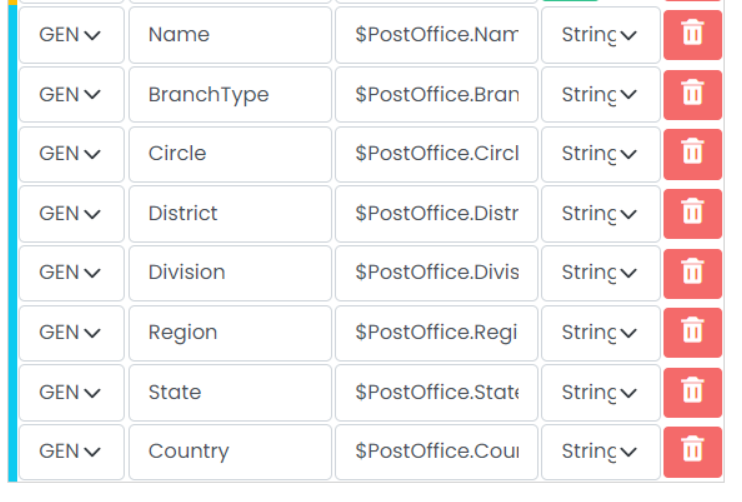 GEN Name $PostOffice.Nam String
GEN BranchType $PostOffice.Bran String
GEN Circle $PostOffice.Circl String
GEN District $PostOffice.Distr String
GEN Division $PostOffice.Divis String
GEN Region $PostOffice.Regi String
GEN State $PostOffice.State String
GEN Country $PostOffice.Cour String